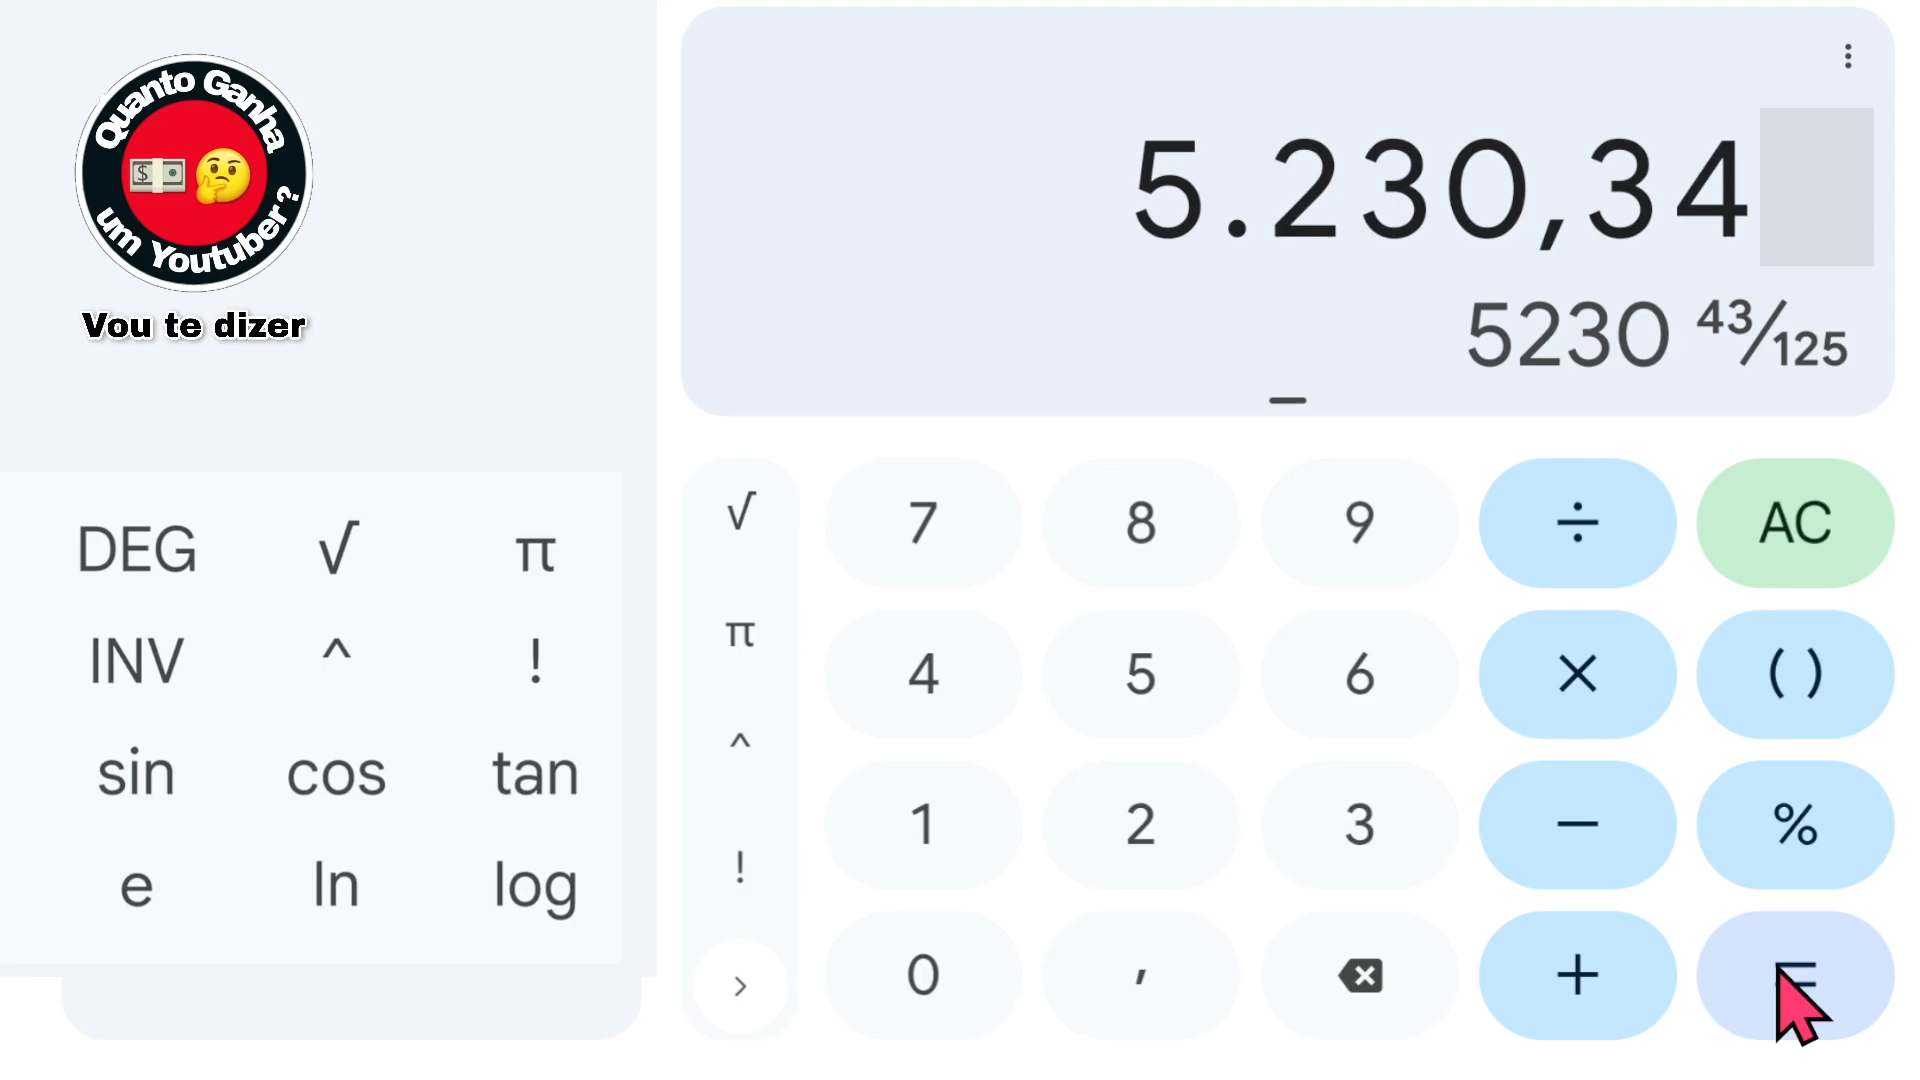 Quanto Ganha
um Youtuber?
Vou te dizer
5.230,34
5230 43/125
DEG √ π
INV ^ !
sin cos tan
e ln log
√
π
^
!
>
7 8 9 ÷ AC
4 5 6 × ( )
1 2 3 − %
0 , + =